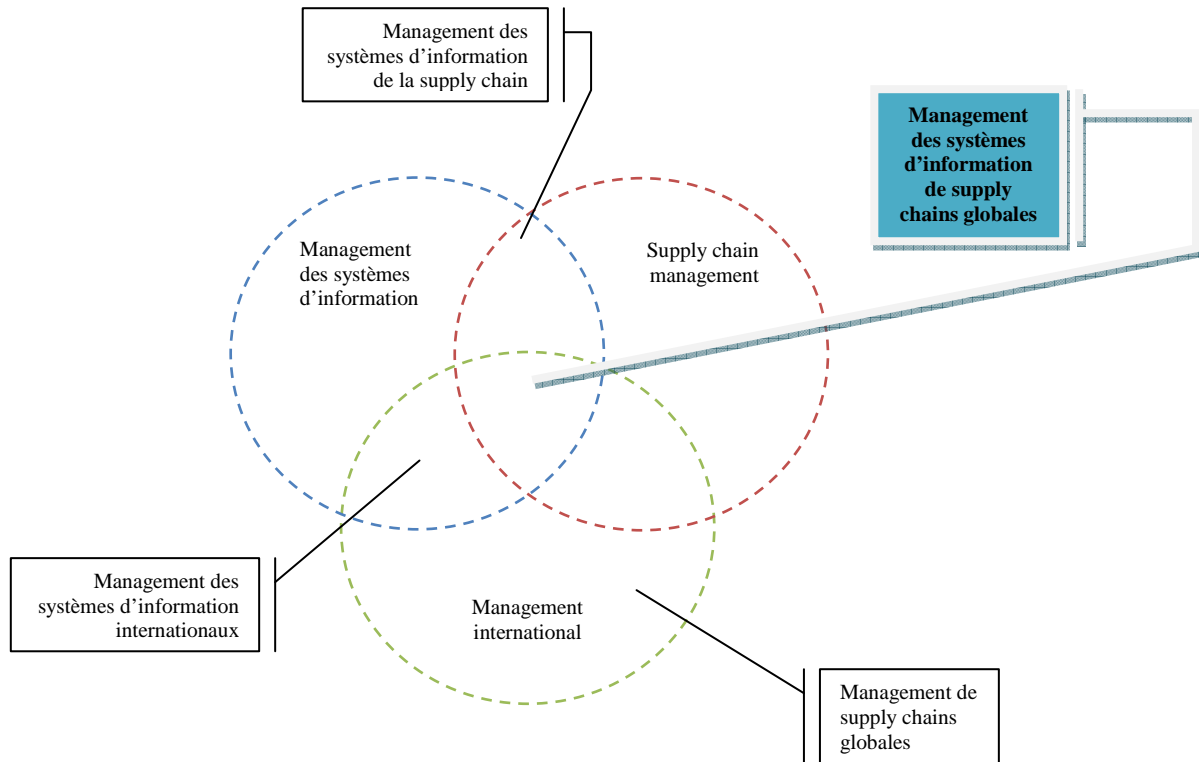 Management des
systèmes d’information
de la supply chain
Management
des systèmes
d’information
de supply
chains globales
Management
des systèmes
d’information
Supply chain
management
Management des
systèmes d’information
internationaux
Management
international
Management de
supply chains
globales